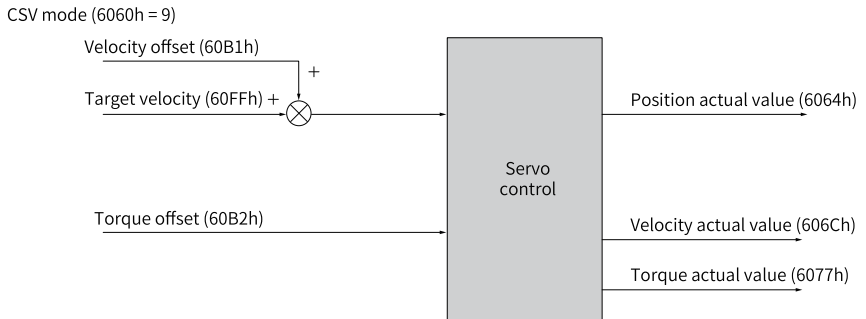 CSV mode (6060h = 9)
Velocity offset (60B1h)
+
Target velocity (60FFh) +
Position actual value (6064h)
Servo
control
Torque offset (60B2h)
Velocity actual value (606Ch)
Torque actual value (6077h)